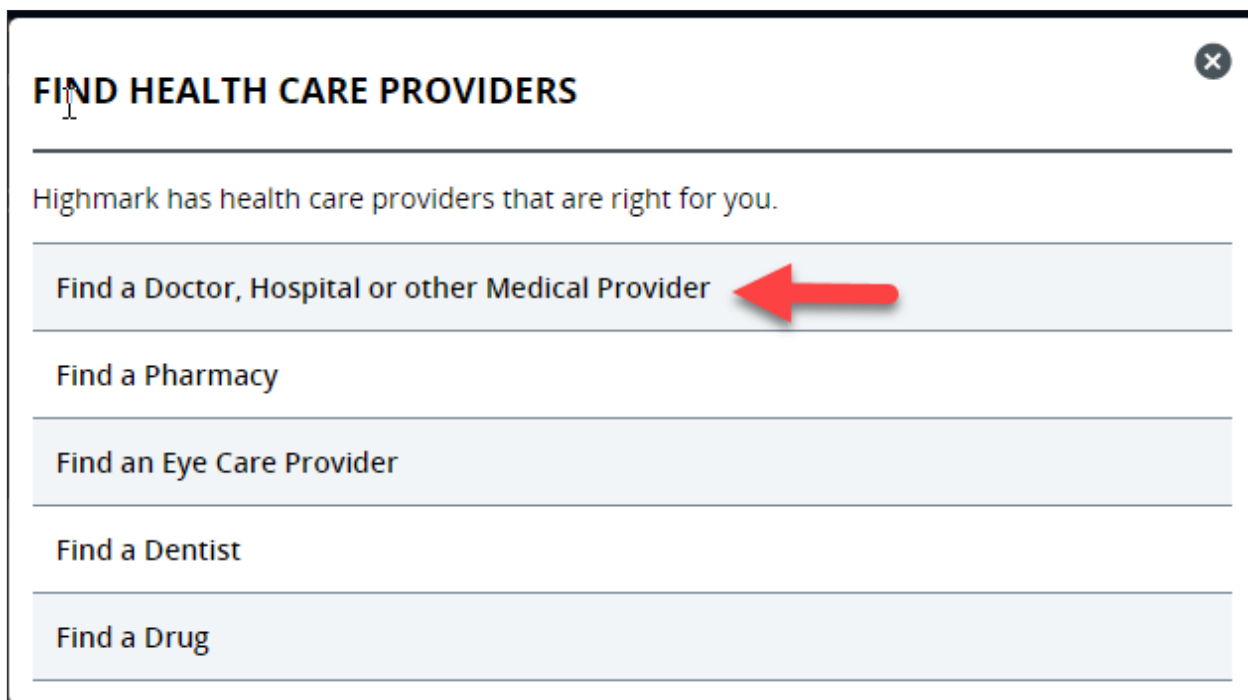 FIND HEALTH CARE PROVIDERS
Highmark has health care providers that are right for you.
Find a Doctor, Hospital or other Medical Provider
Find a Pharmacy
Find an Eye Care Provider
Find a Dentist
Find a Drug